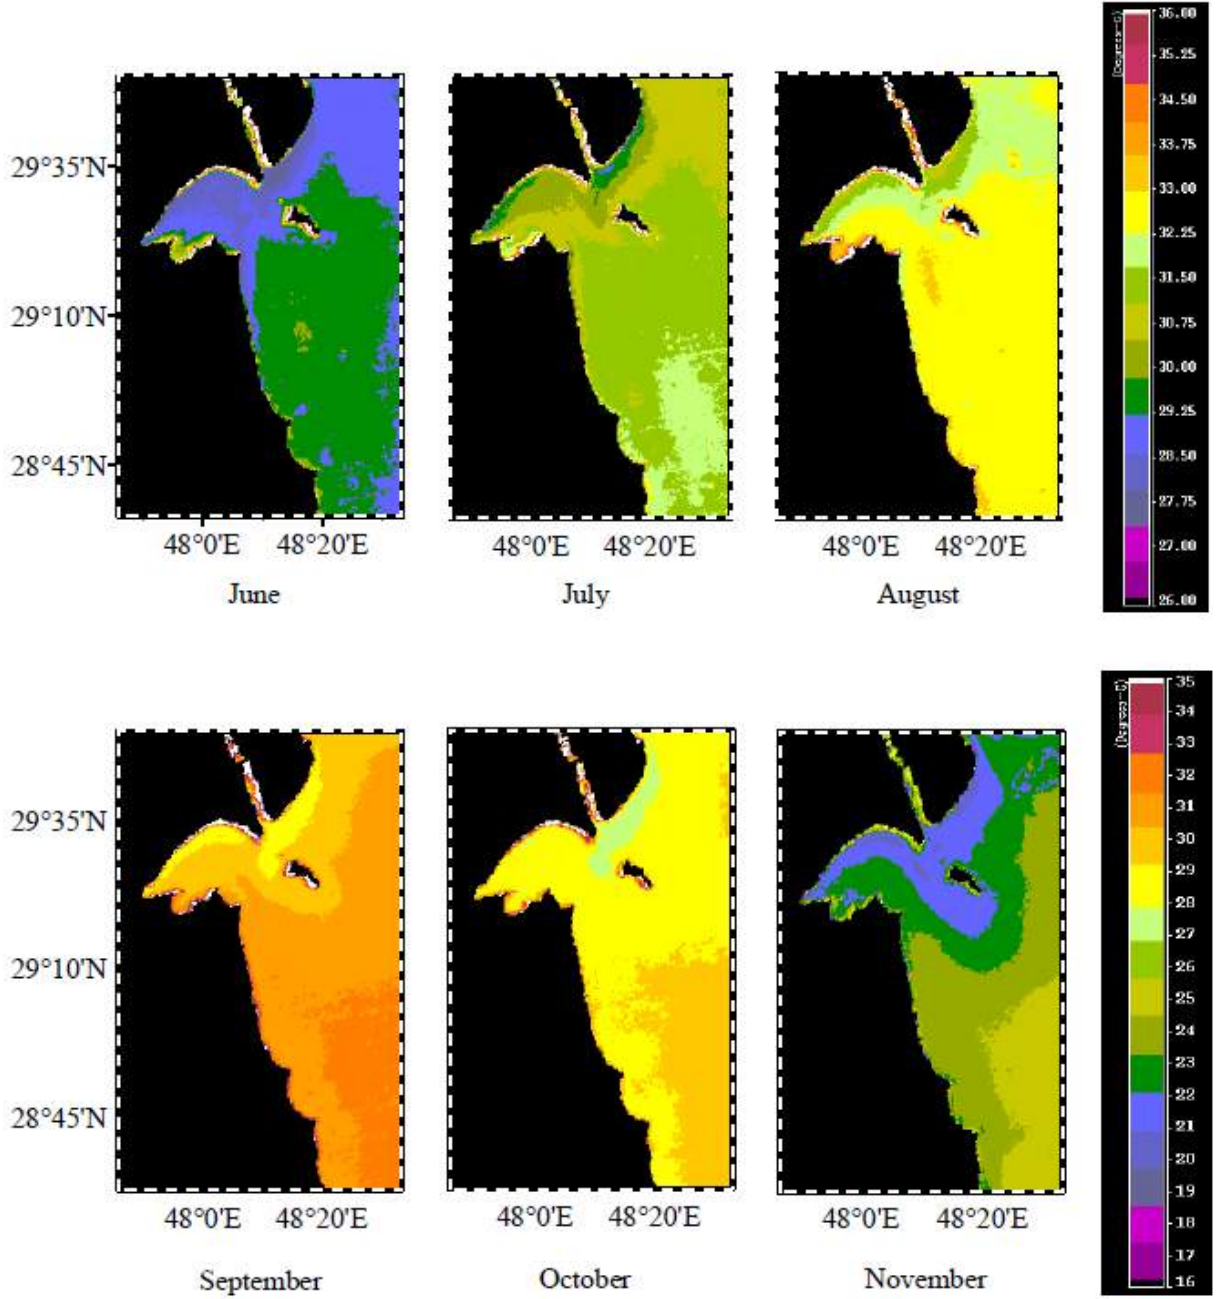 (Degrees-C)
36.00
35.25
34.50
33.75
33.00
32.25
31.50
30.75
30.00
29.25
28.50
27.75
27.00
26.00
29°35'N
29°10'N
28°45'N
48°0'E 48°20'E 48°0'E 48°20'E 48°0'E 48°20'E
June July August
(Degrees-C)
35
34
33
32
31
30
29
28
27
26
25
24
23
22
21
20
19
18
17
16
29°35'N
29°10'N
28°45'N
48°0'E 48°20'E 48°0'E 48°20'E 48°0'E 48°20'E
September October November